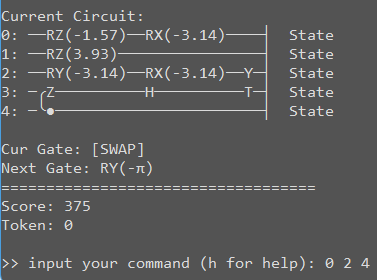 Current Circuit:
0: ──RZ(-1.57)──RX(-3.14)─────┤ State
1: ──RZ(3.93)─────────────────┤ State
2: ──RY(-3.14)──RX(-3.14)──Y──┤ State
3: ─╭Z──────────H──────────T──┤ State
4: ─╰●────────────────────────┤ State
Cur Gate: [SWAP]
Next Gate: RY(-π)
===================================
Score: 375
Token: 0
>> input your command (h for help): 0 2 4